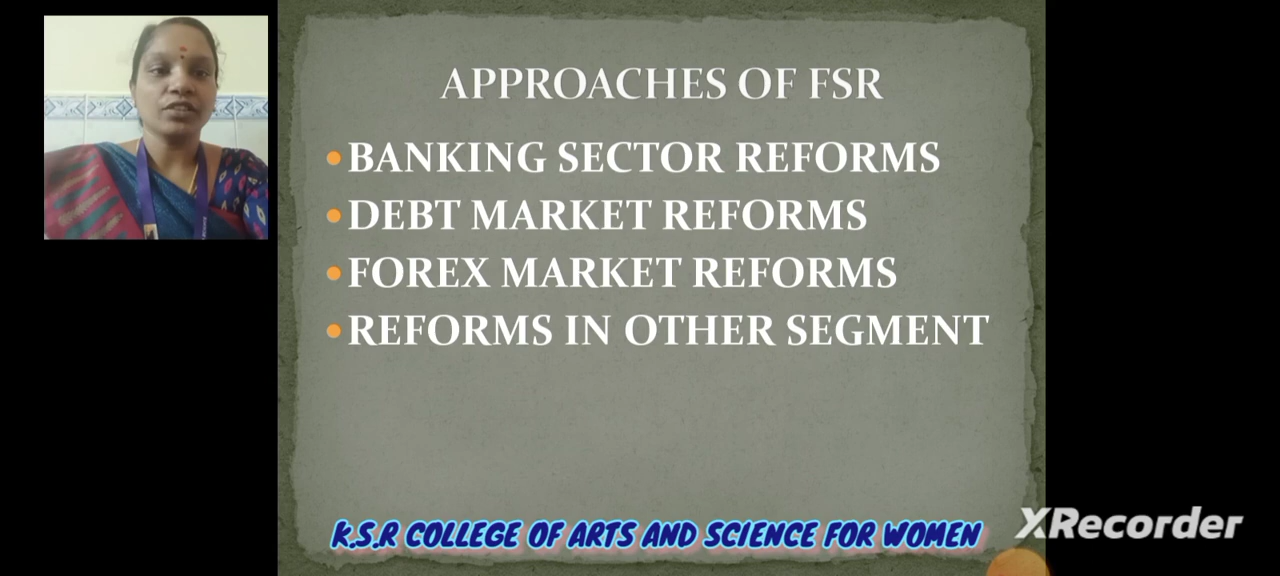 APPROACHES OF FSR
BANKING SECTOR REFORMS
DEBT MARKET REFORMS
FOREX MARKET REFORMS
REFORMS IN OTHER SEGMENT
K.S.R COLLEGE OF ARTS AND SCIENCE FOR WOMEN
XRecorder